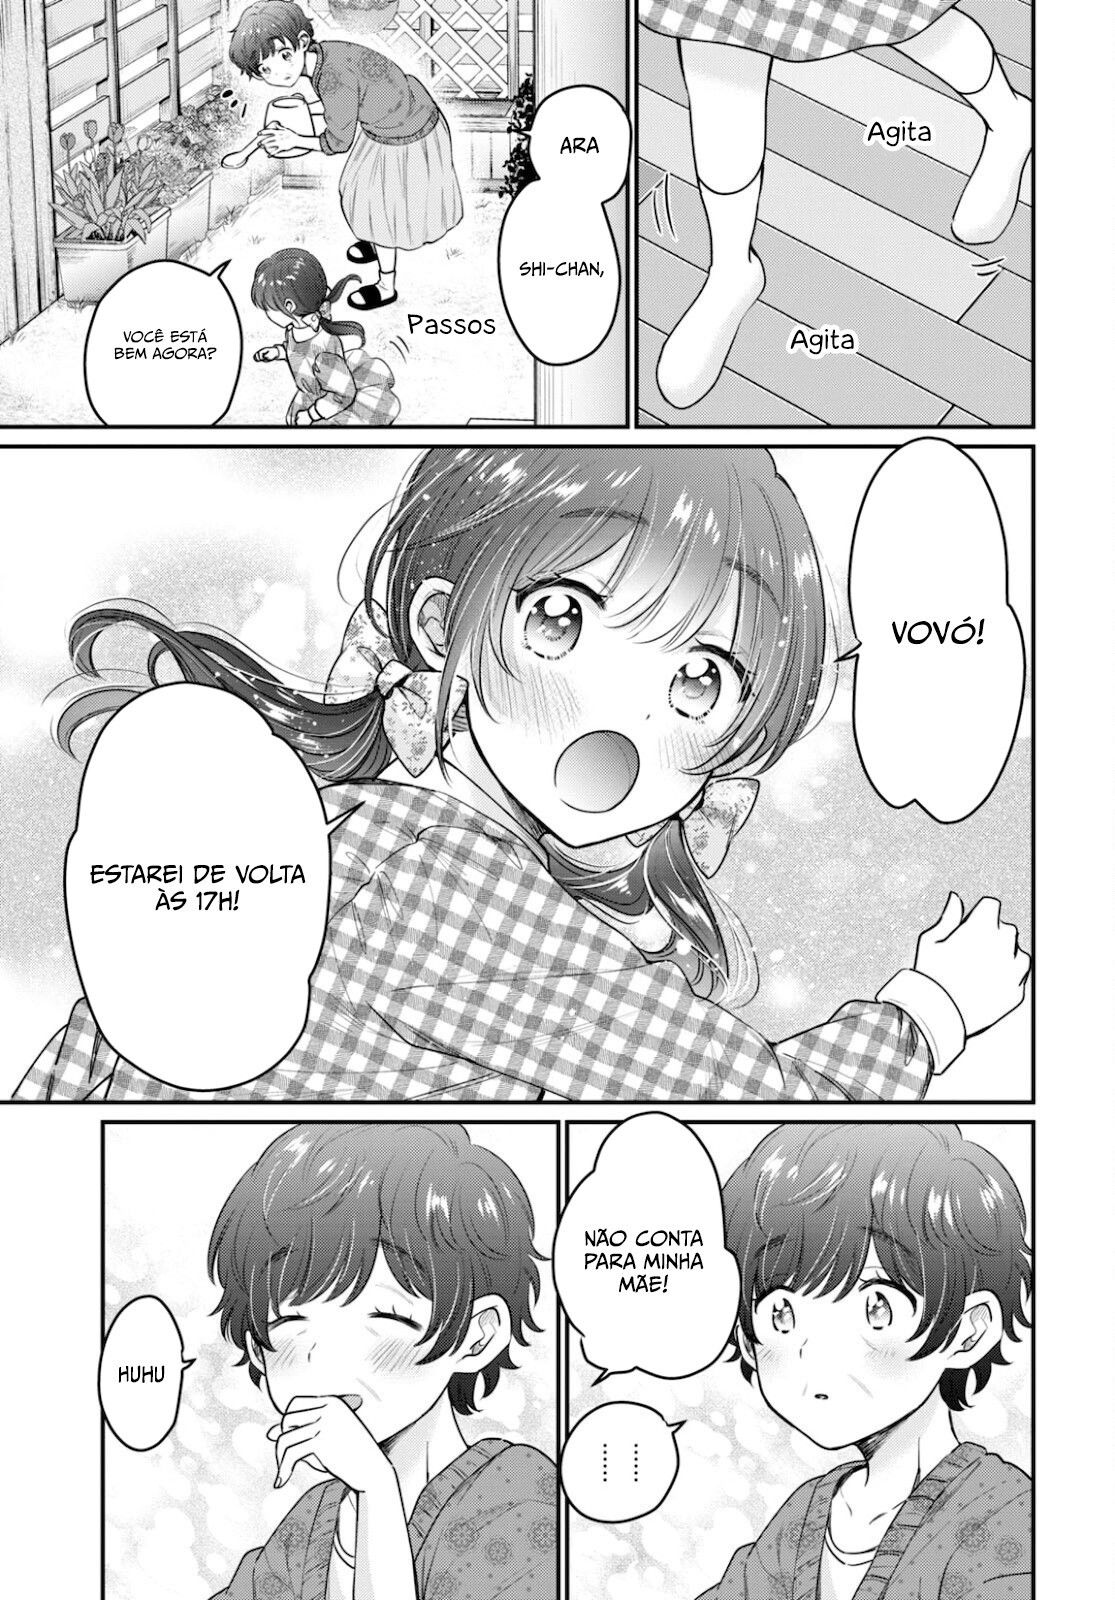 Agita
Agita
ARA
SHI-CHAN,
Passos
VOCÊ ESTÁ
BEM AGORA?
VOVÓ!
ESTAREI DE VOLTA
ÀS 17H!
NÃO CONTA
PARA MINHA
MÃE!
......
HUHU